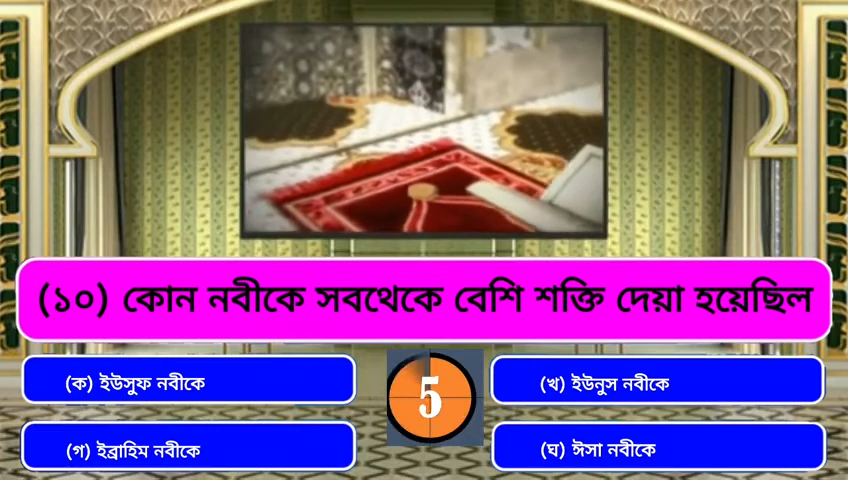 (১০) কোন নবীকে সবথেকে বেশি শক্তি দেয়া হয়েছিল
(ক) ইউসুফ নবীকে
5
(খ) ইউনুস নবীকে
(গ) ইব্রাহিম নবীকে
(ঘ) ঈসা নবীকে